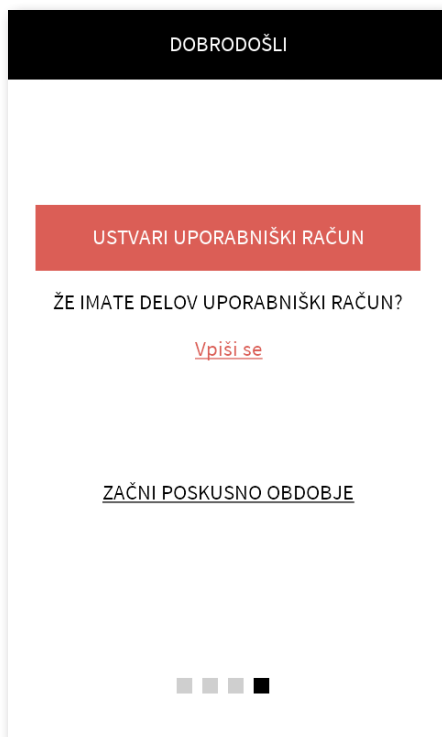 DOBRODOŠLI
USTVARI UPORABNIŠKI RAČUN
ŽE IMATE DELOV UPORABNIŠKI RAČUN?
Vpiši se
ZAČNI POSKUSNO OBDOBJE